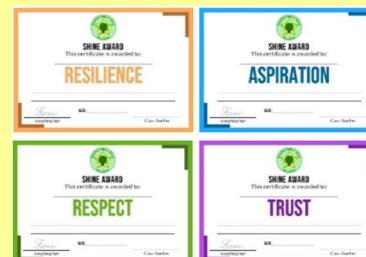 SHINE AWARD
This certificate is awarded to:
RESILIENCE
SHINE AWARD
This certificate is awarded to:
ASPIRATION
SHINE AWARD
This certificate is awarded to:
RESPECT
SHINE AWARD
This certificate is awarded to:
TRUST